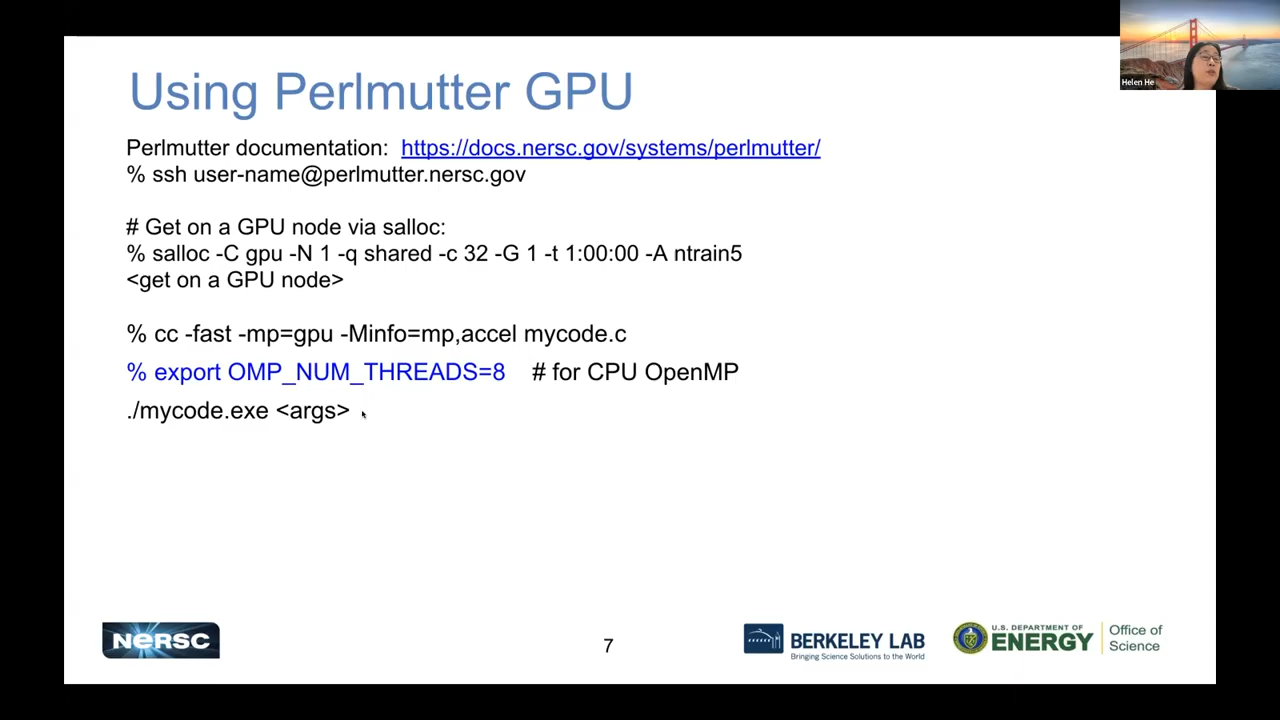 Helen He
Using Perlmutter GPU
Perlmutter documentation: https://docs.nersc.gov/systems/perlmutter/
% ssh user-name@perlmutter.nersc.gov
# Get on a GPU node via salloc:
% salloc -C gpu -N 1 -q shared -c 32 -G 1 -t 1:00:00 -A ntrain5
<get on a GPU node>
% cc -fast -mp=gpu -Minfo=mp,accel mycode.c
% export OMP_NUM_THREADS=8 # for CPU OpenMP
./mycode.exe <args>
NERSC
7
BERKELEY LAB
Bringing Science Solutions to the World
U.S. DEPARTMENT OF
ENERGY
Office of
Science